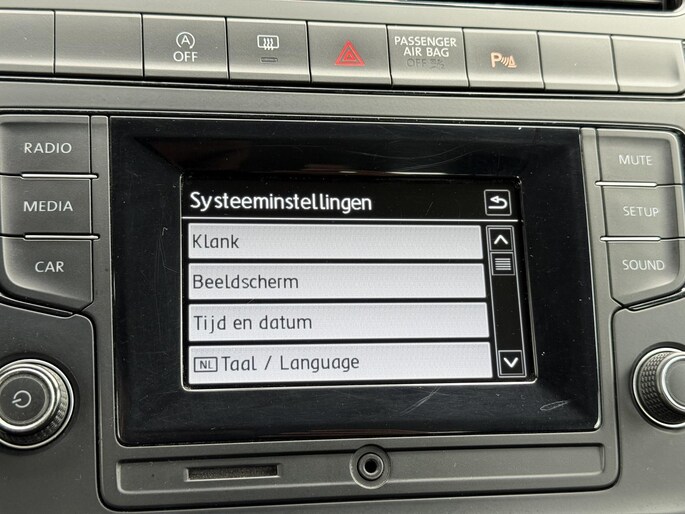 A
OFF
PASSENGER
AIR BAG
OFF
P
RADIO
MEDIA
CAR
Systeeminstellingen
Klank
Beeldscherm
Tijd en datum
NL Taal / Language
MUTE
SETUP
SOUND